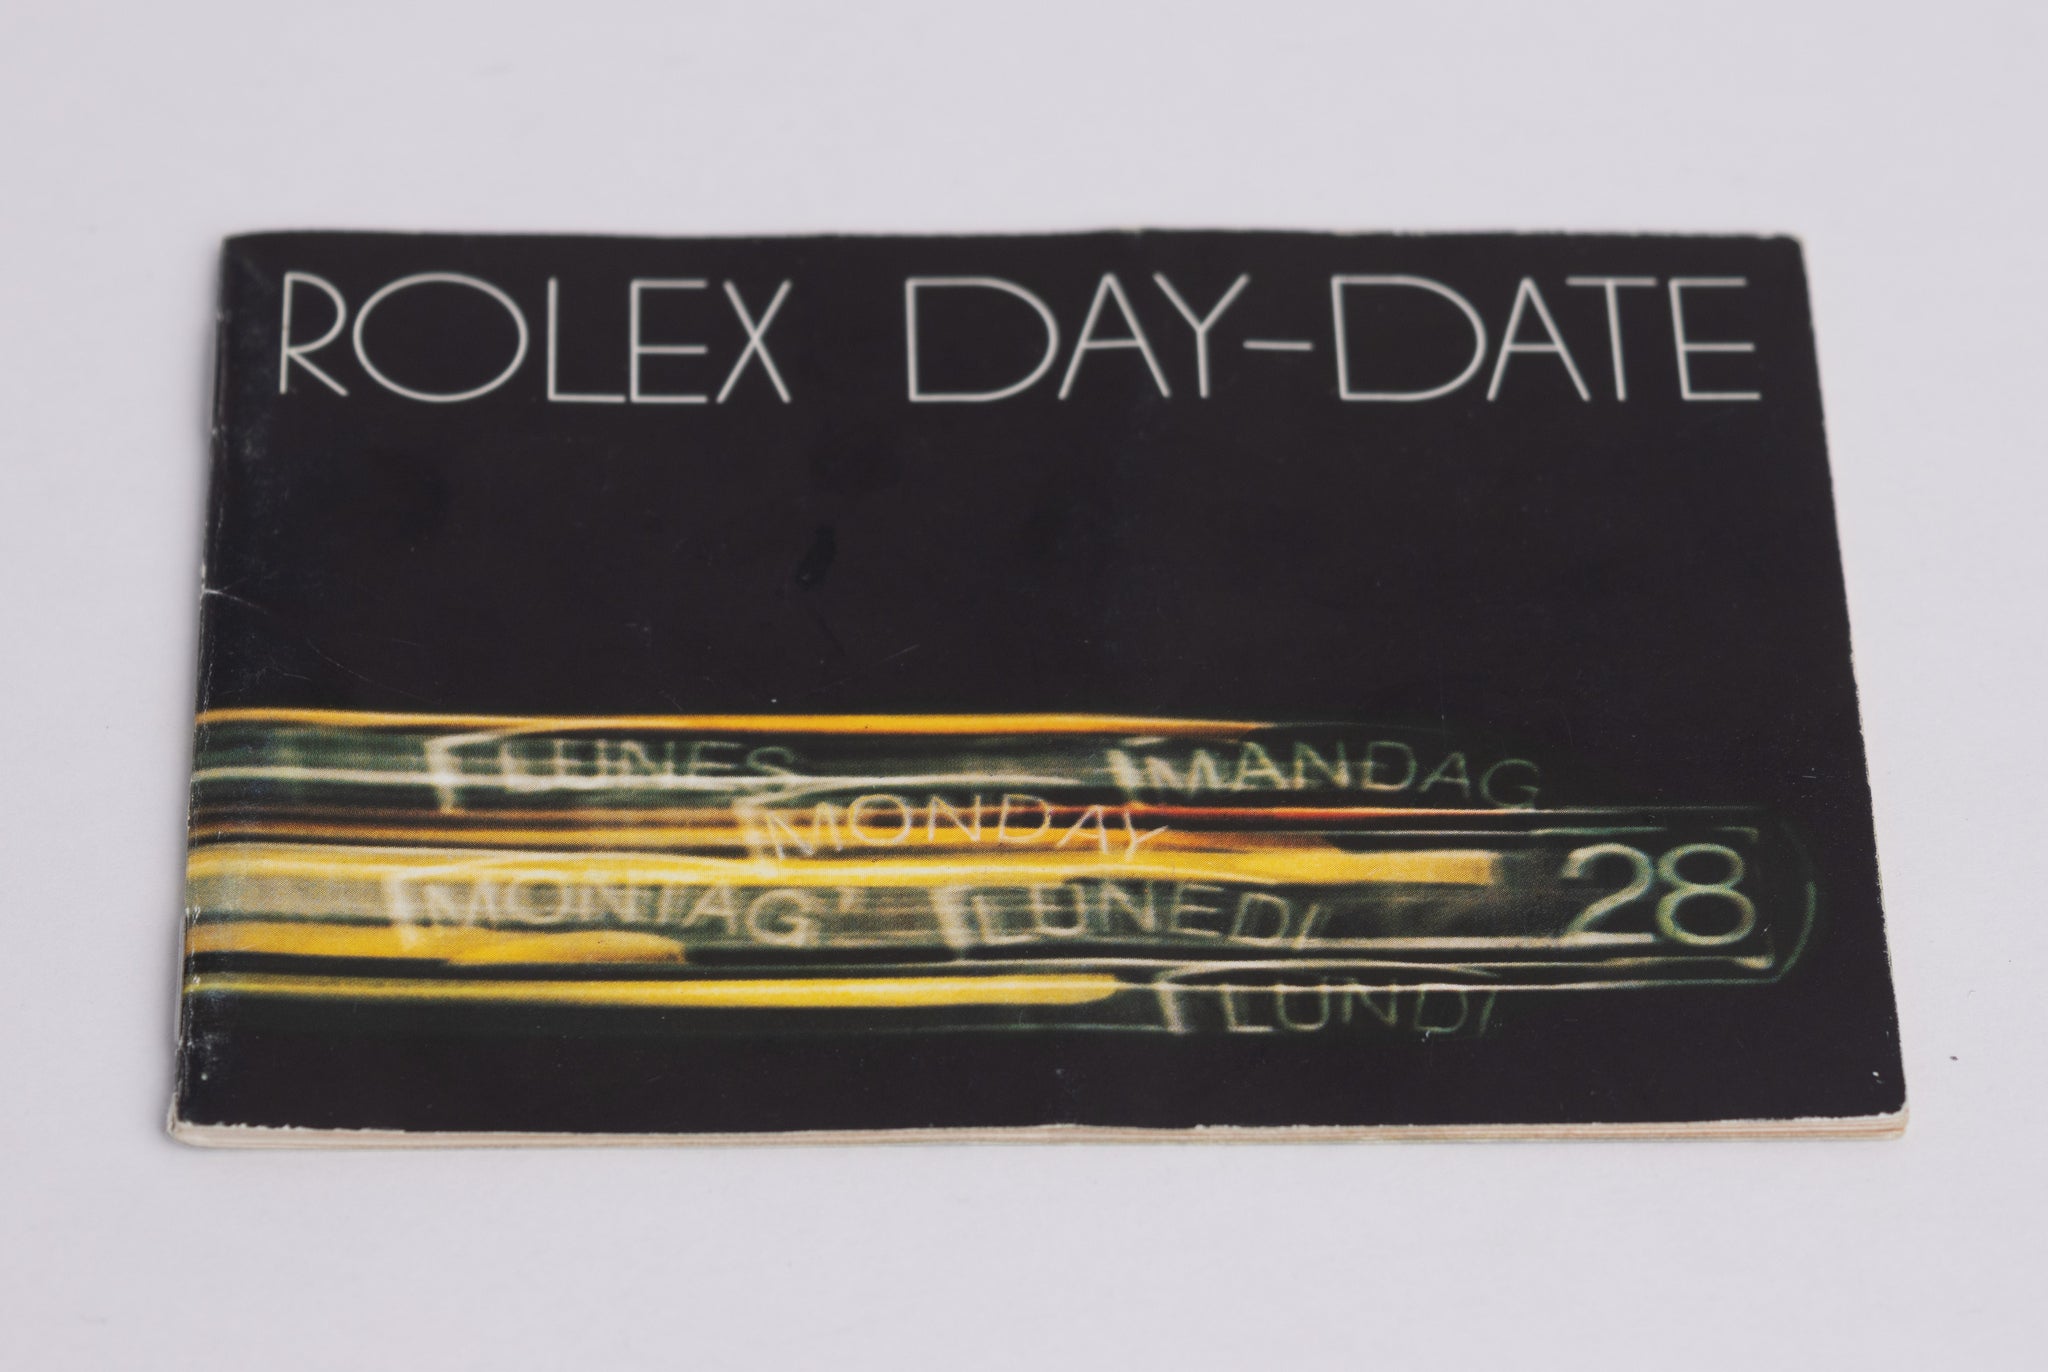 ROLEX DAY-DATE
LUNES MANDAG
MONDAY
28
MONTAG LUNEDI
LUNDI